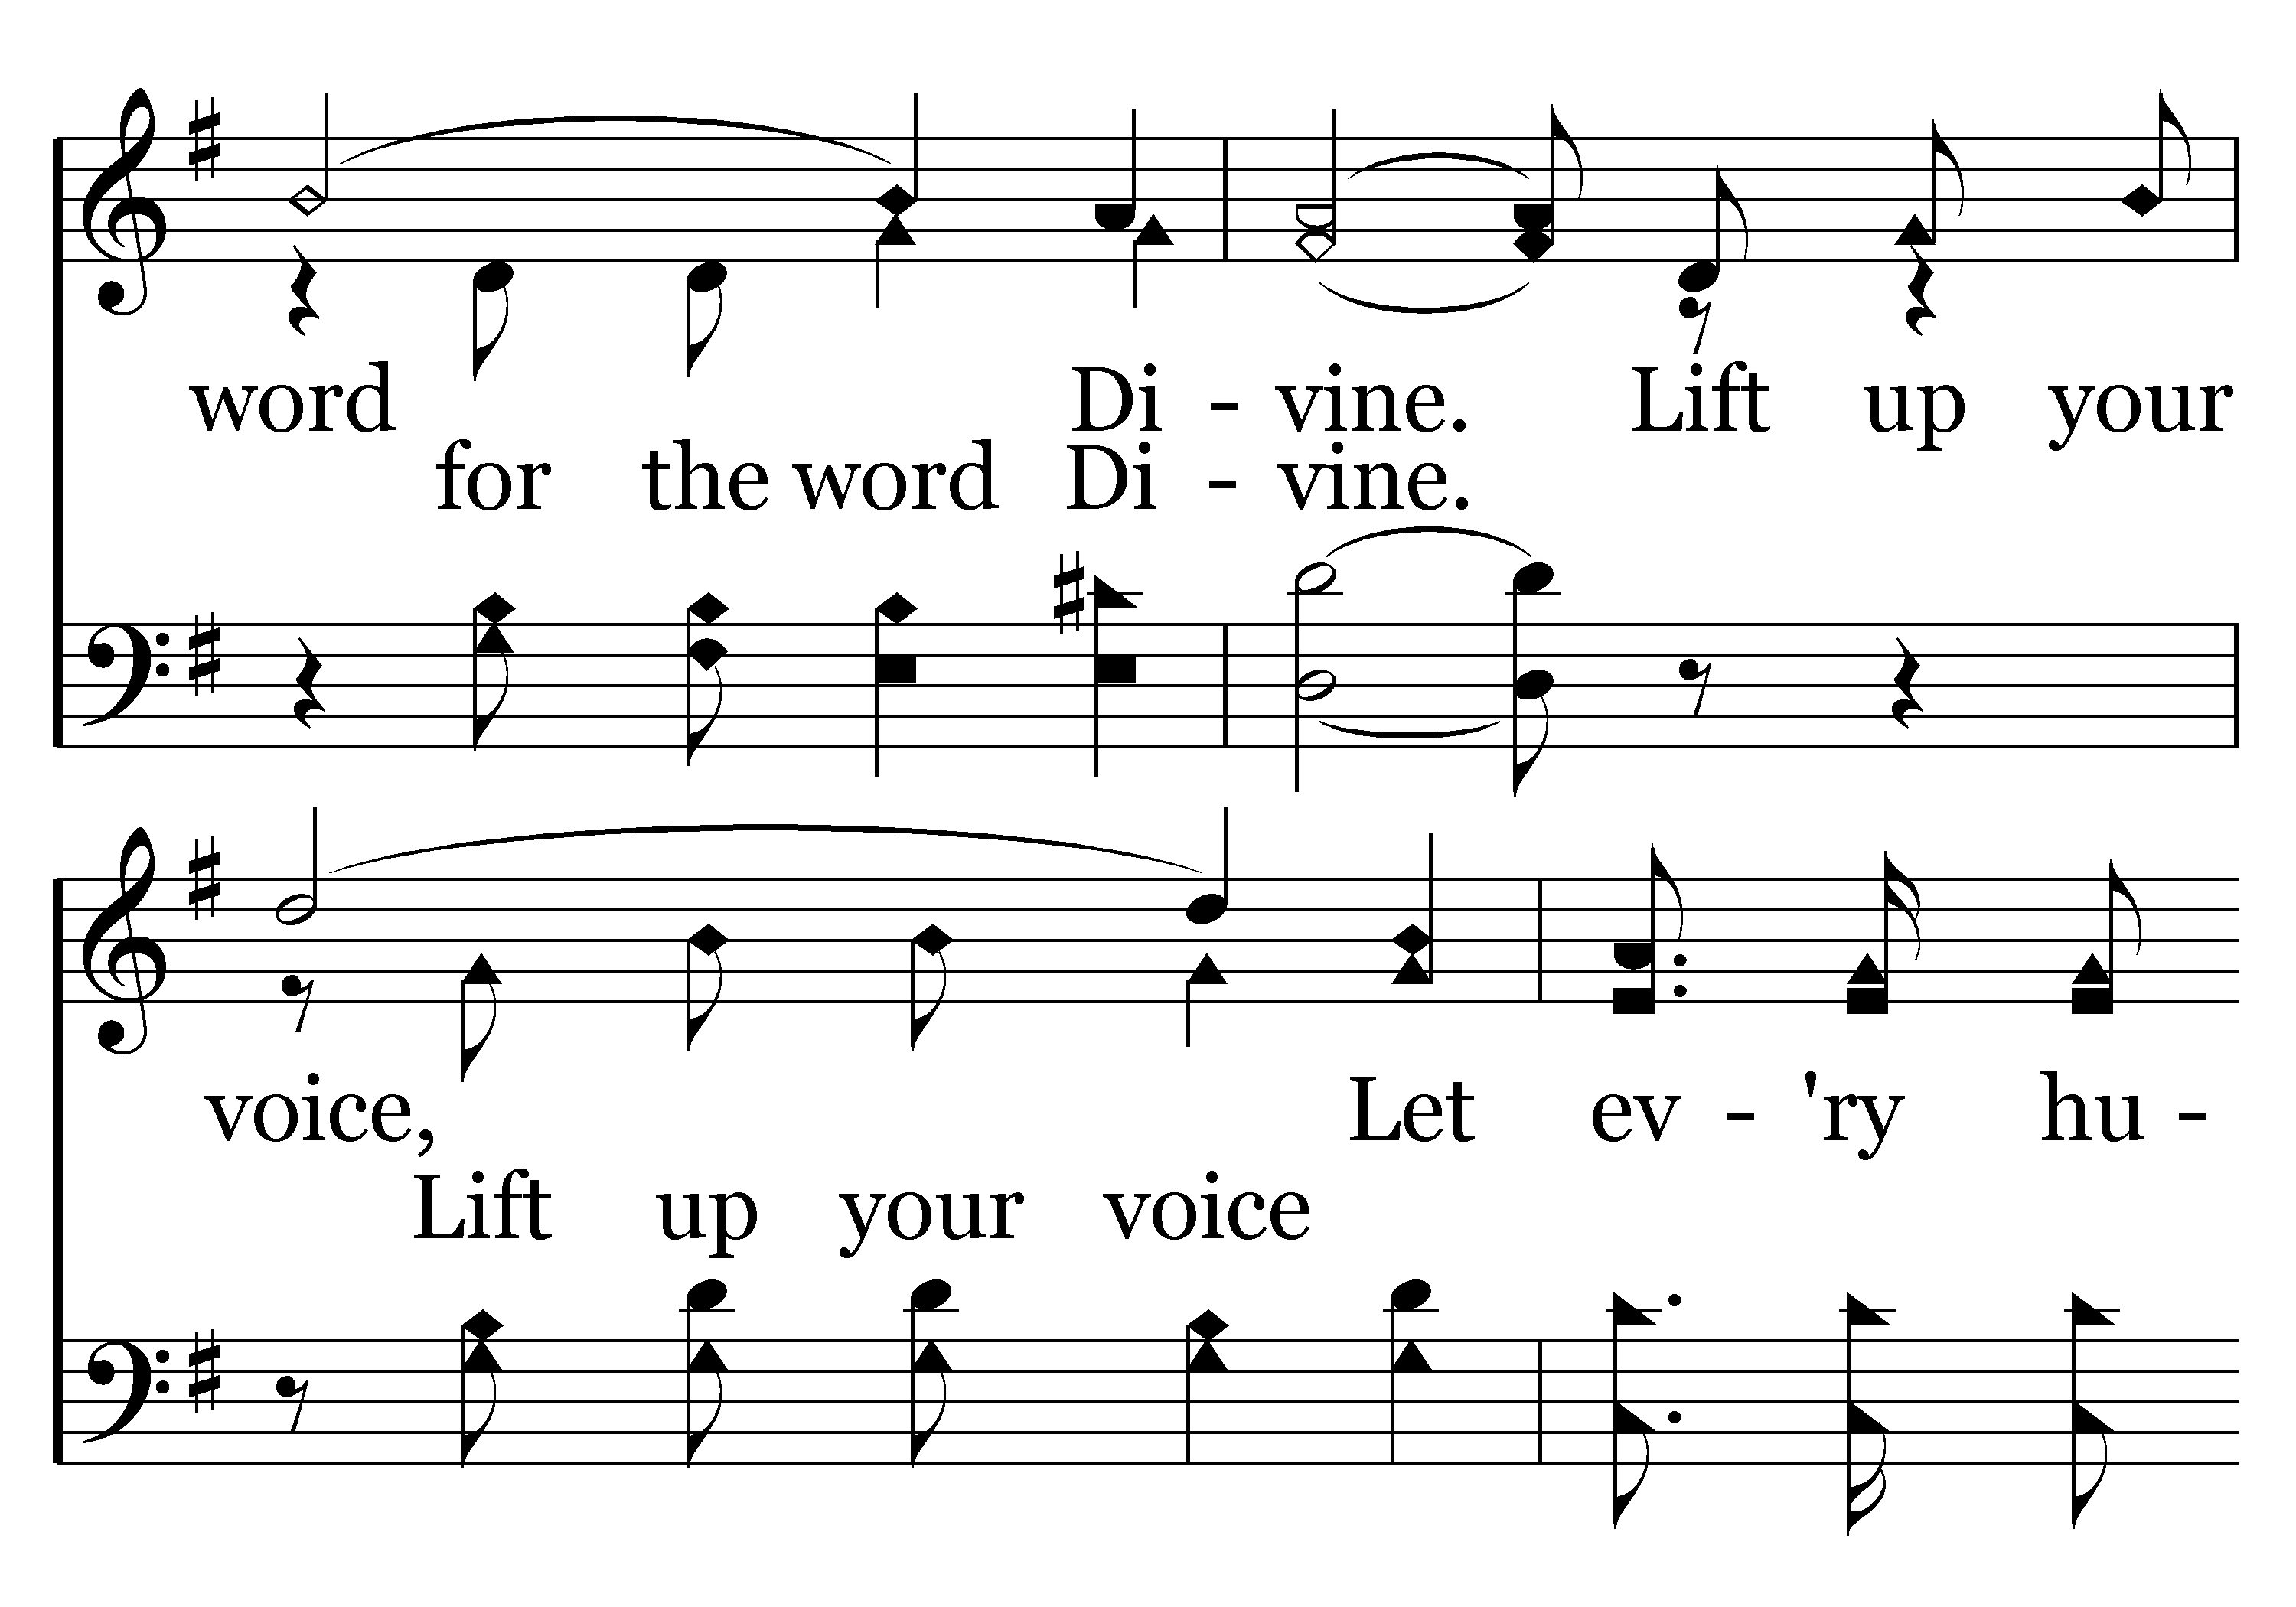 word Di - vine. Lift up your
for the word Di - vine.
voice, Let ev - 'ry hu -
Lift up your voice